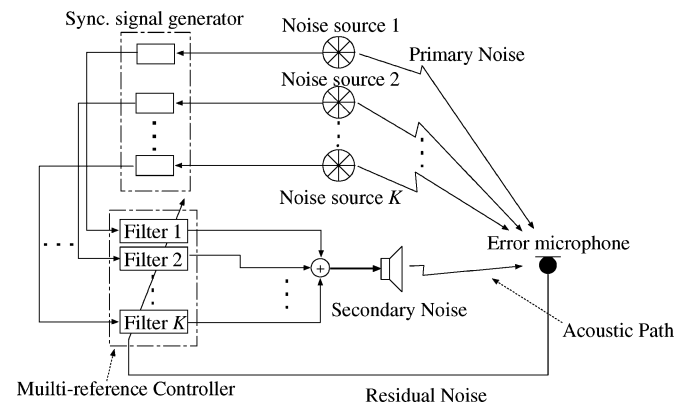 Sync. signal generator
Noise source 1
Primary Noise
Noise source 2
Noise source K
Filter 1
Filter 2
Filter K
+
Error microphone
Secondary Noise
Acoustic Path
Muilti-reference Controller
Residual Noise